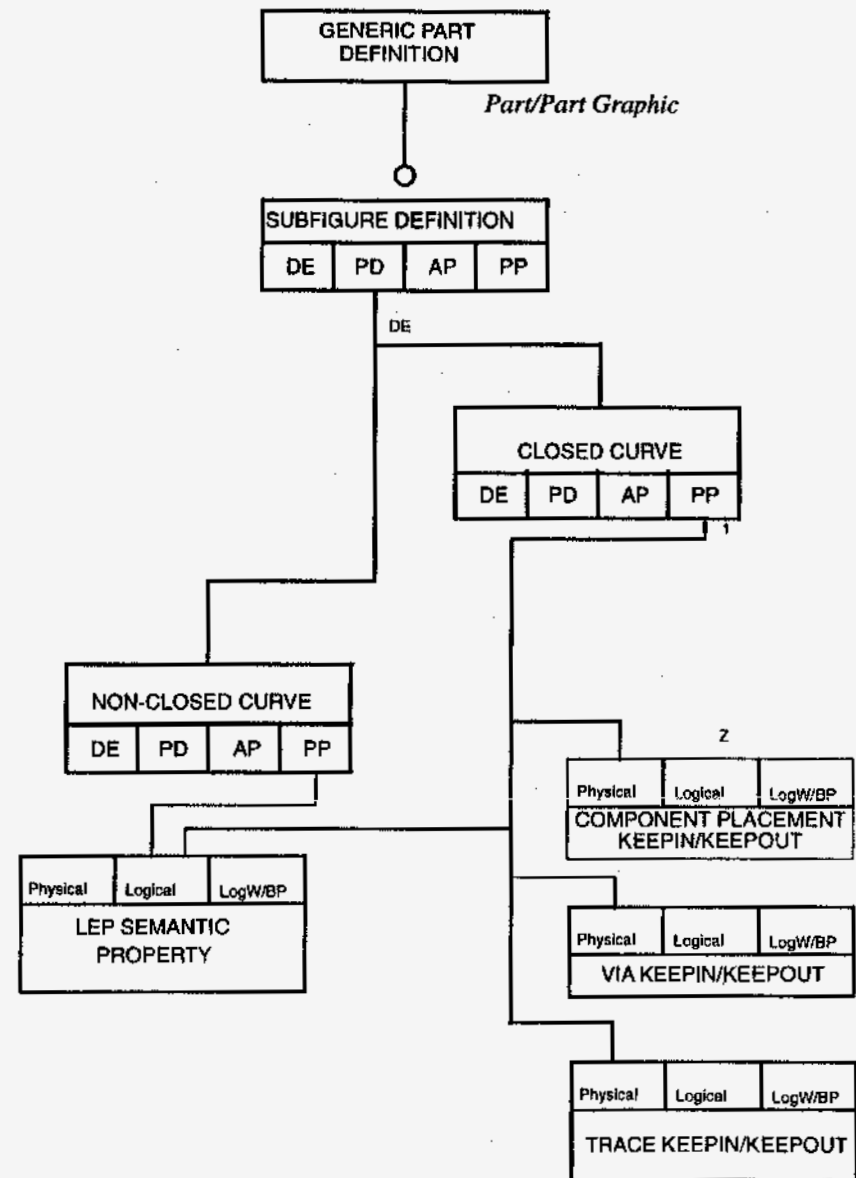 GENERIC PART
DEFINITION
Part/Part Graphic
SUBFIGURE DEFINITION
DE PD AP PP
DE
CLOSED CURVE
DE PD AP PP
1
NON-CLOSED CURVE
DE PD AP PP
2
Physical Logical LogW/BP
COMPONENT PLACEMENT
KEEPIN/KEEPOUT
Physical Logical LogW/BP
LEP SEMANTIC
PROPERTY
Physical Logical LogW/BP
VIA KEEPIN/KEEPOUT
Physical Logical LogW/BP
TRACE KEEPIN/KEEPOUT